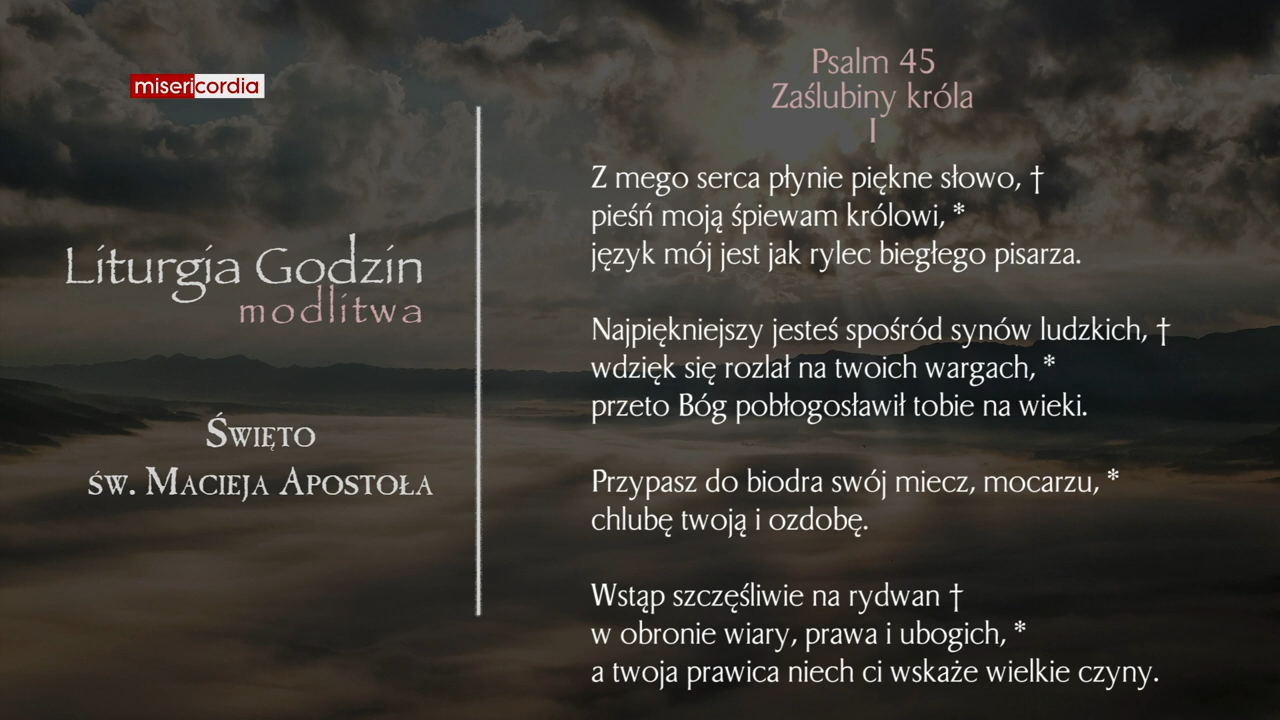 misericordia
Liturgia Godzin
modlitwa
Święto
św. Macieja Apostoła
Psalm 45
Zaślubiny króla
I
Z mego serca płynie piękne słowo, †
pieśń moją śpiewam królowi, *
język mój jest jak rylec biegłego pisarza.
Najpiękniejszy jesteś spośród synów ludzkich, †
wdzięk się rozlał na twoich wargach, *
przeto Bóg pobłogosławił tobie na wieki.
Przypasz do biodra swój miecz, mocarzu, *
chlubę twoją i ozdobę.
Wstąp szczęśliwie na rydwan †
w obronie wiary, prawa i ubogich, *
a twoja prawica niech ci wskaże wielkie czyny.